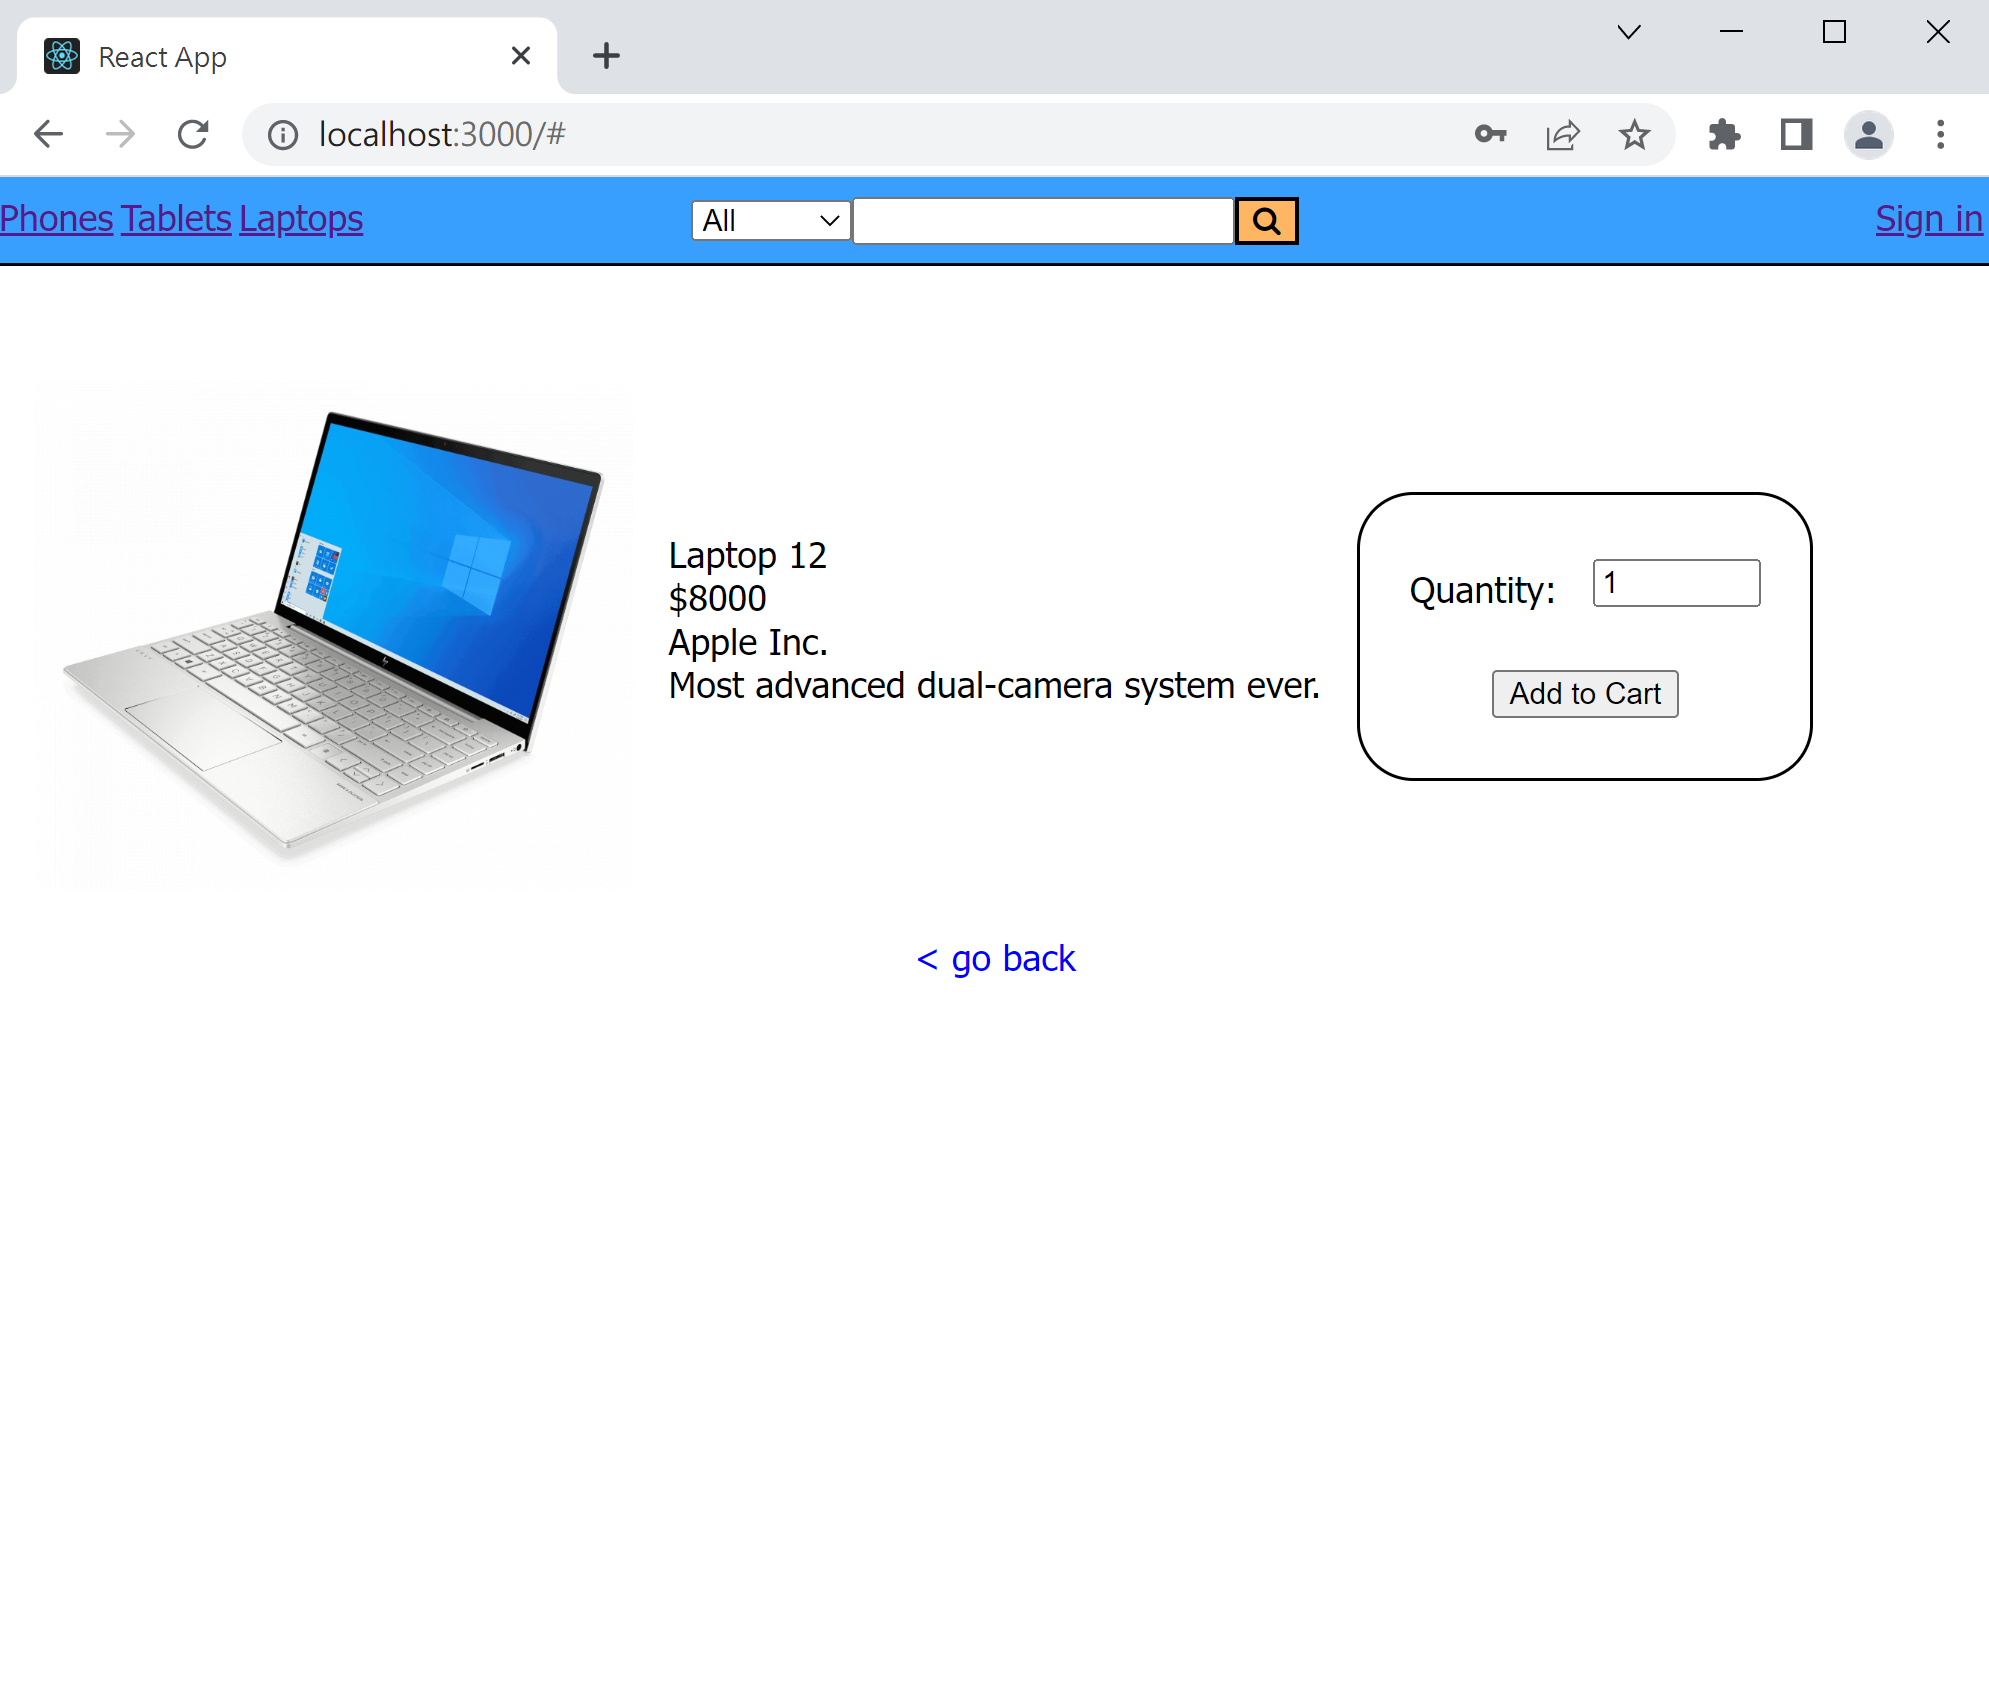 React App
localhost:3000/#
Phones Tablets Laptops All Sign in
Laptop 12
$8000
Apple Inc.
Most advanced dual-camera system ever.
Quantity: 1
Add to Cart
< go back